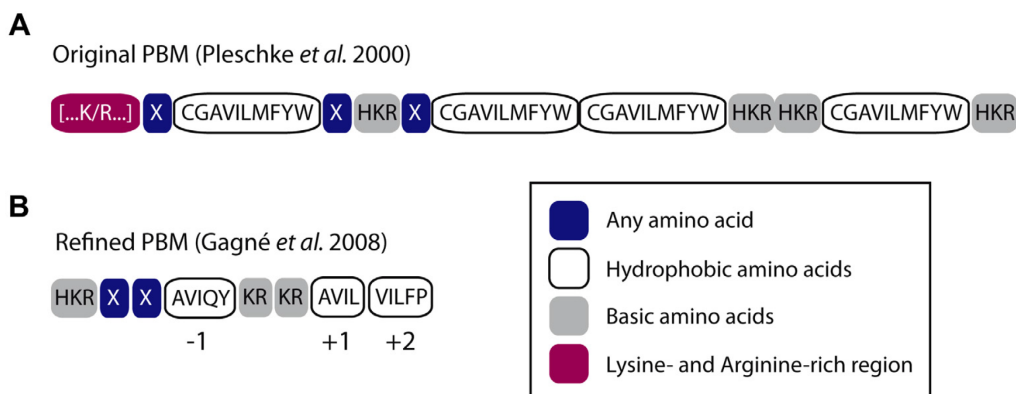 A
Original PBM (Pleschke et al. 2000)
[...K/R...] X CGAVILMFYW X HKR X CGAVILMFYW CGAVILMFYW HKR HKR CGAVILMFYW HKR
B
Refined PBM (Gagné et al. 2008)
HKR X X AVIQY KR KR AVIL VILFP
-1 +1 +2
Any amino acid
Hydrophobic amino acids
Basic amino acids
Lysine- and Arginine-rich region